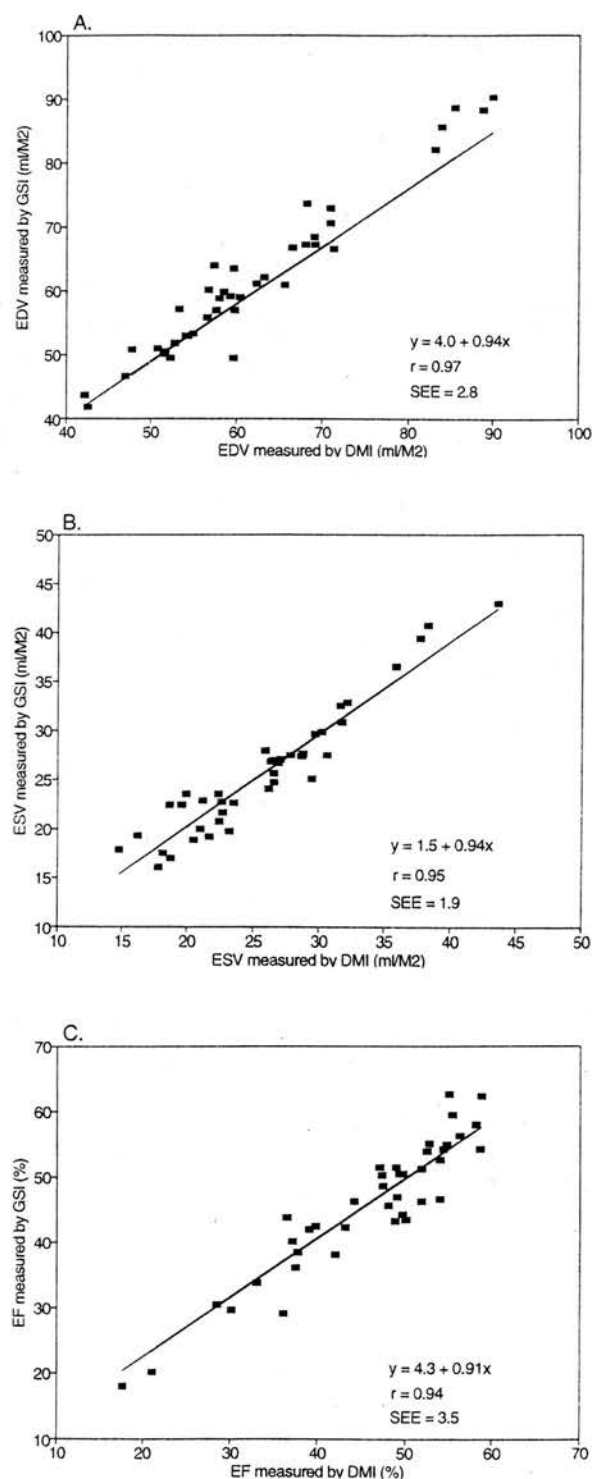 A.
100
90
80
70
60
50
40
EDV measured by GSI (ml/M2)
y = 4.0 + 0.94x
r = 0.97
SEE = 2.8
40 50 60 70 80 90 100
EDV measured by DMI (ml/M2)
B.
50
45
40
35
30
25
20
15
10
ESV measured by GSI (ml/M2)
y = 1.5 + 0.94x
r = 0.95
SEE = 1.9
10 15 20 25 30 35 40 45 50
ESV measured by DMI (ml/M2)
C.
70
60
50
40
30
20
10
EF measured by GSI (%)
y = 4.3 + 0.91x
r = 0.94
SEE = 3.5
10 20 30 40 50 60 70
EF measured by DMI (%)